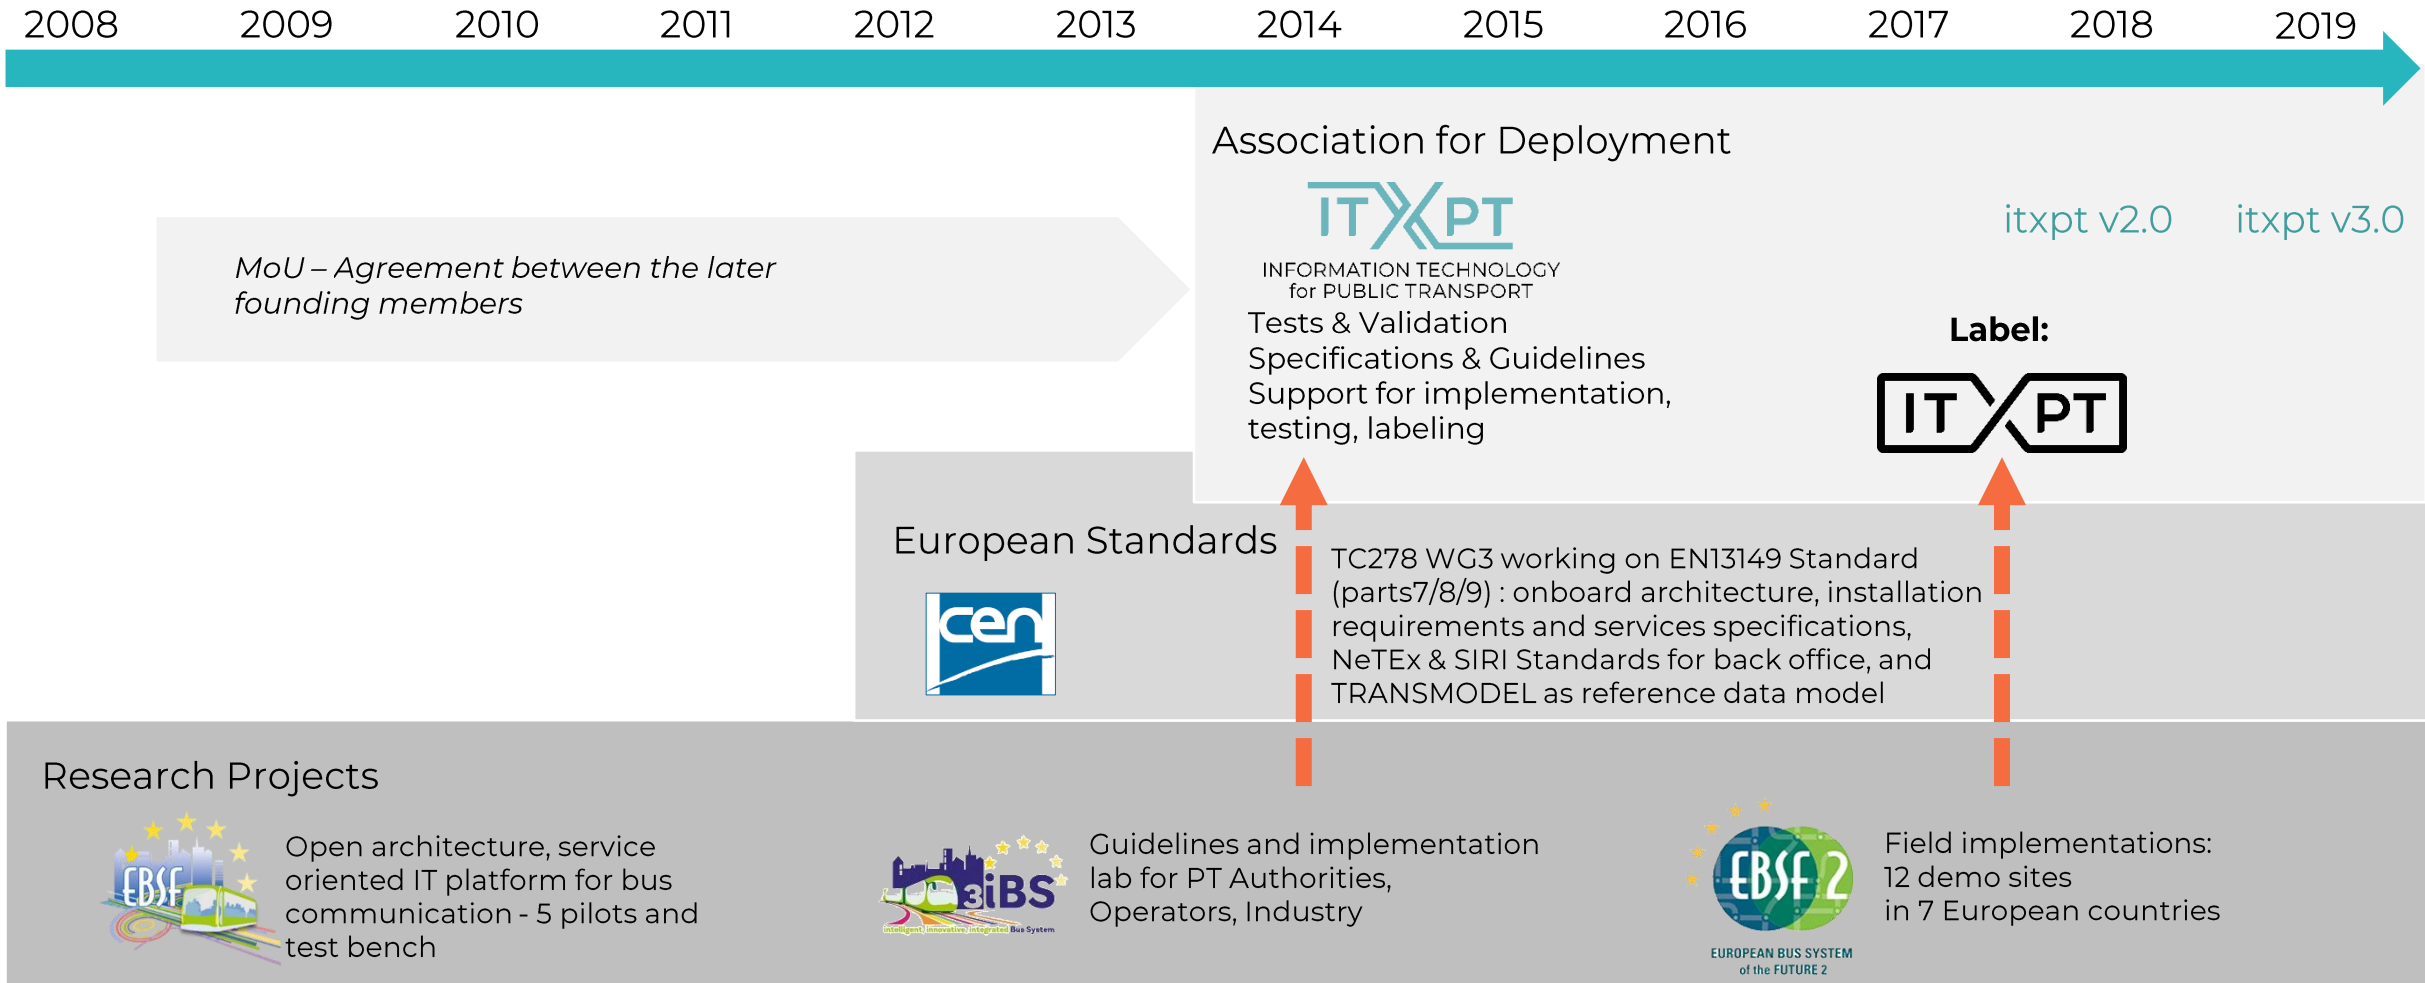 2008 2009 2010 2011 2012 2013 2014 2015 2016 2017 2018 2019
Association for Deployment
ITXPT
INFORMATION TECHNOLOGY
for PUBLIC TRANSPORT
Tests & Validation
Specifications & Guidelines
Support for implementation,
testing, labeling
itxpt v2.0
itxpt v3.0
Label:
ITXPT
MoU – Agreement between the later
founding members
European Standards
cen
TC278 WG3 working on EN13149 Standard
(parts7/8/9) : onboard architecture, installation
requirements and services specifications,
NeTEx & SIRI Standards for back office, and
TRANSMODEL as reference data model
Research Projects
EBSF
Open architecture, service
oriented IT platform for bus
communication - 5 pilots and
test bench
3iBS
intelligent, innovative, integrated Bus System
Guidelines and implementation
lab for PT Authorities,
Operators, Industry
EBSF 2
EUROPEAN BUS SYSTEM
of the FUTURE 2
Field implementations:
12 demo sites
in 7 European countries